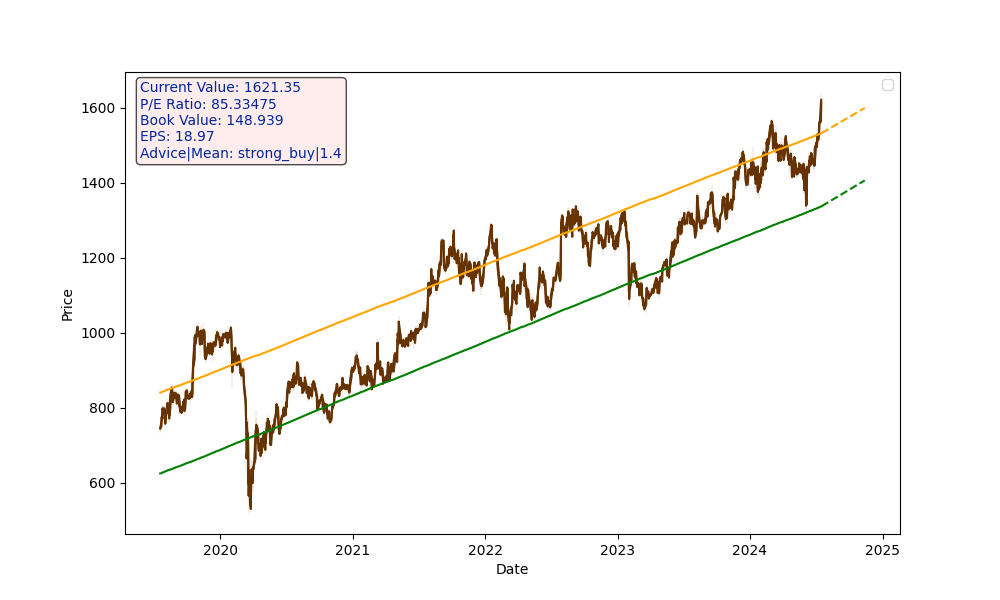 Current Value: 1621.35
P/E Ratio: 85.33475
Book Value: 148.939
EPS: 18.97
Advice|Mean: strong_buy|1.4
1600
1400
1200
1000
800
600
Price
2020
2021
2022
2023
2024
2025
Date